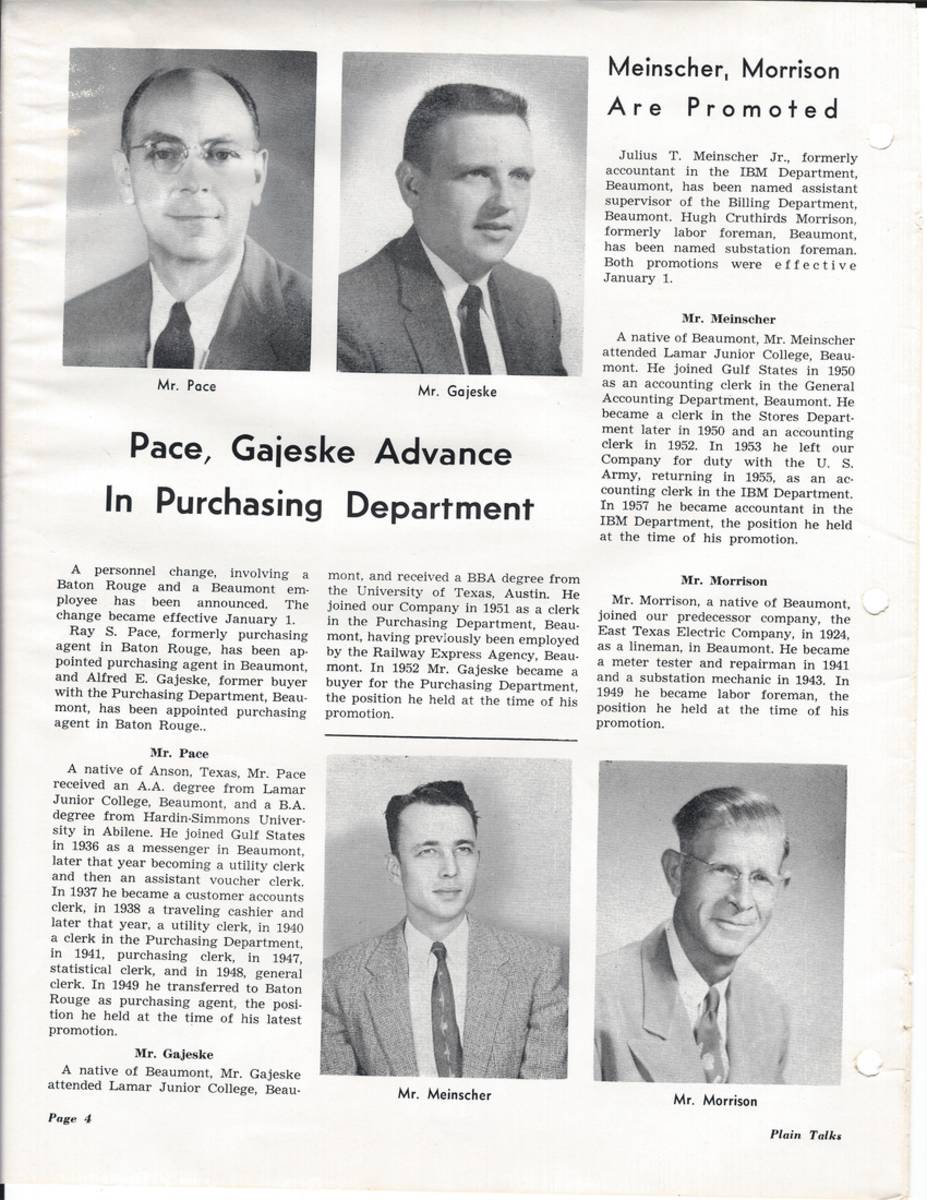 Mr. Pace
Mr. Gajeske
Pace, Gajeske Advance
In Purchasing Department
A personnel change, involving a
Baton Rouge and a Beaumont em-
ployee has been announced. The
change became effective January 1.
Ray S. Pace, formerly purchasing
agent in Baton Rouge, has been ap-
pointed purchasing agent in Beaumont,
and Alfred E. Gajeske, former buyer
with the Purchasing Department, Beau-
mont, has been appointed purchasing
agent in Baton Rouge..
Mr. Pace
A native of Anson, Texas, Mr. Pace
received an A.A. degree from Lamar
Junior College, Beaumont, and a B.A.
degree from Hardin-Simmons Univer-
sity in Abilene. He joined Gulf States
in 1936 as a messenger in Beaumont,
later that year becoming a utility clerk
and then an assistant voucher clerk.
In 1937 he became a customer accounts
clerk, in 1938 a traveling cashier and
later that year, a utility clerk, in 1940
a clerk in the Purchasing Department,
in 1941, purchasing clerk, in 1947,
statistical clerk, and in 1948, general
clerk. In 1949 he transferred to Baton
Rouge as purchasing agent, the posi-
tion he held at the time of his latest
promotion.
Mr. Gajeske
A native of Beaumont, Mr. Gajeske
attended Lamar Junior College, Beau-
mont, and received a BBA degree from
the University of Texas, Austin. He
joined our Company in 1951 as a clerk
in the Purchasing Department, Beau-
mont, having previously been employed
by the Railway Express Agency, Beau-
mont. In 1952 Mr. Gajeske became a
buyer for the Purchasing Department,
the position he held at the time of his
promotion.
Meinscher, Morrison
Are Promoted
Julius T. Meinscher Jr., formerly
accountant in the IBM Department,
Beaumont, has been named assistant
supervisor of the Billing Department,
Beaumont. Hugh Cruthirds Morrison,
formerly labor foreman, Beaumont,
has been named substation foreman.
Both promotions were effective
January 1.
Mr. Meinscher
A native of Beaumont, Mr. Meinscher
attended Lamar Junior College, Beau-
mont. He joined Gulf States in 1950
as an accounting clerk in the General
Accounting Department, Beaumont. He
became a clerk in the Stores Depart-
ment later in 1950 and an accounting
clerk in 1952. In 1953 he left our
Company for duty with the U. S.
Army, returning in 1955, as an ac-
counting clerk in the IBM Department.
In 1957 he became accountant in the
IBM Department, the position he held
at the time of his promotion.
Mr. Morrison
Mr. Morrison, a native of Beaumont,
joined our predecessor company, the
East Texas Electric Company, in 1924,
as a lineman, in Beaumont. He became
a meter tester and repairman in 1941
and a substation mechanic in 1943. In
1949 he became labor foreman, the
position he held at the time of his
promotion.
Mr. Meinscher
Mr. Morrison
Page 4
Plain Talks